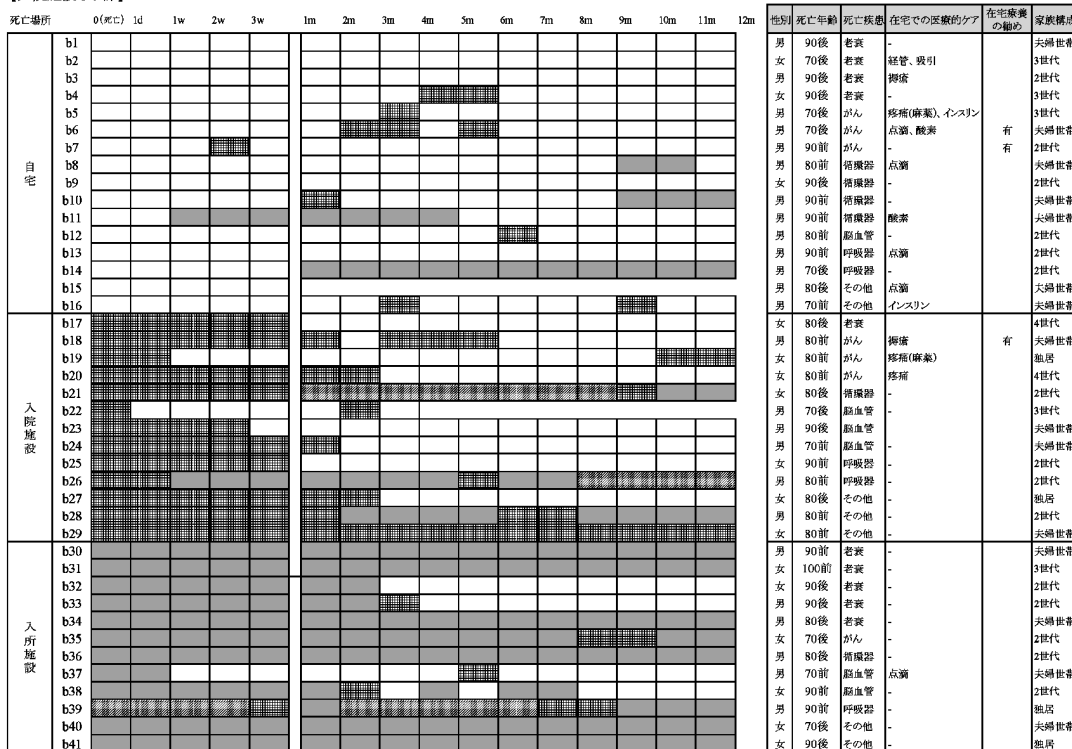 死亡場所 0(死亡) 1d 1w 2w 3w 1m 2m 3m 4m 5m 6m 7m 8m 9m 10m 11m 12m 性別 死亡年齢 死亡疾患 在宅での医療的ケア 在宅療養の勧め 家族構成
自宅
b1 男 90後 老衰 - 夫婦世帯
b2 女 70後 老衰 経管、吸引 3世代
b3 男 90後 老衰 褥瘡 2世代
b4 女 90後 老衰 - 3世代
b5 男 70後 がん 疼痛(麻薬)、インスリン 3世代
b6 男 70後 がん 点滴、酸素 有 夫婦世帯
b7 男 90前 がん - 有 2世代
b8 男 80前 循環器 点滴 夫婦世帯
b9 女 90後 循環器 - 2世代
b10 男 90前 循環器 - 夫婦世帯
b11 男 90前 循環器 酸素 夫婦世帯
b12 男 80前 脳血管 - 2世代
b13 男 90前 呼吸器 点滴 2世代
b14 男 70後 呼吸器 - 2世代
b15 男 80後 その他 点滴 夫婦世帯
b16 男 70前 その他 インスリン 夫婦世帯
入院施設
b17 女 80後 老衰 4世代
b18 男 80前 がん 褥瘡 有 夫婦世帯
b19 女 80前 がん 疼痛(麻薬) 独居
b20 女 80前 がん 疼痛 4世代
b21 女 80後 循環器 - 2世代
b22 男 70後 脳血管 - 3世代
b23 男 90後 脳血管 夫婦世帯
b24 男 70前 脳血管 - 夫婦世帯
b25 女 90前 呼吸器 - 2世代
b26 男 80前 呼吸器 - 2世代
b27 女 80後 その他 - 独居
b28 男 80前 その他 - 2世代
b29 女 80前 その他 - 夫婦世帯
入所施設
b30 男 90前 老衰 - 夫婦世帯
b31 女 100前 老衰 - 3世代
b32 女 90後 老衰 - 2世代
b33 男 90後 老衰 - 2世代
b34 男 80後 老衰 - 夫婦世帯
b35 女 70後 がん - 2世代
b36 男 80後 循環器 - 2世代
b37 男 70前 脳血管 点滴 夫婦世帯
b38 女 90前 脳血管 - 2世代
b39 男 90前 呼吸器 - 独居
b40 女 70後 その他 - 夫婦世帯
b41 女 90後 その他 - 独居